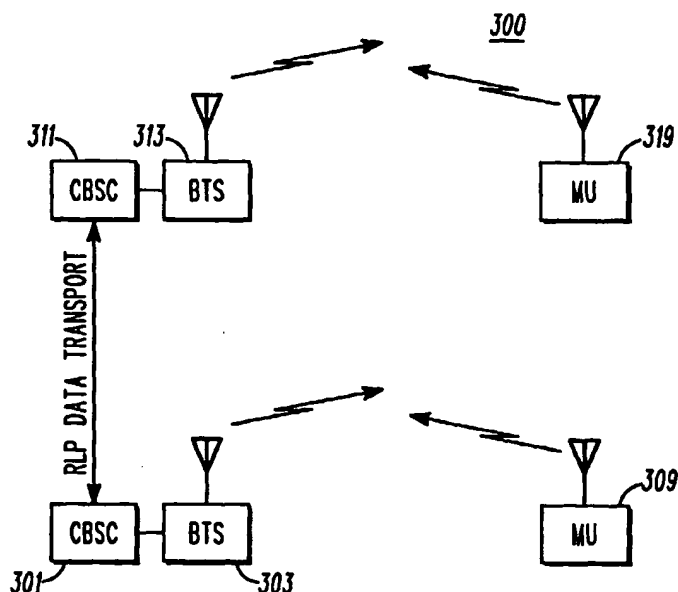 300
311
313
319
CBSC
BTS
MU
RLP DATA TRANSPORT
309
CBSC
BTS
MU
301
303